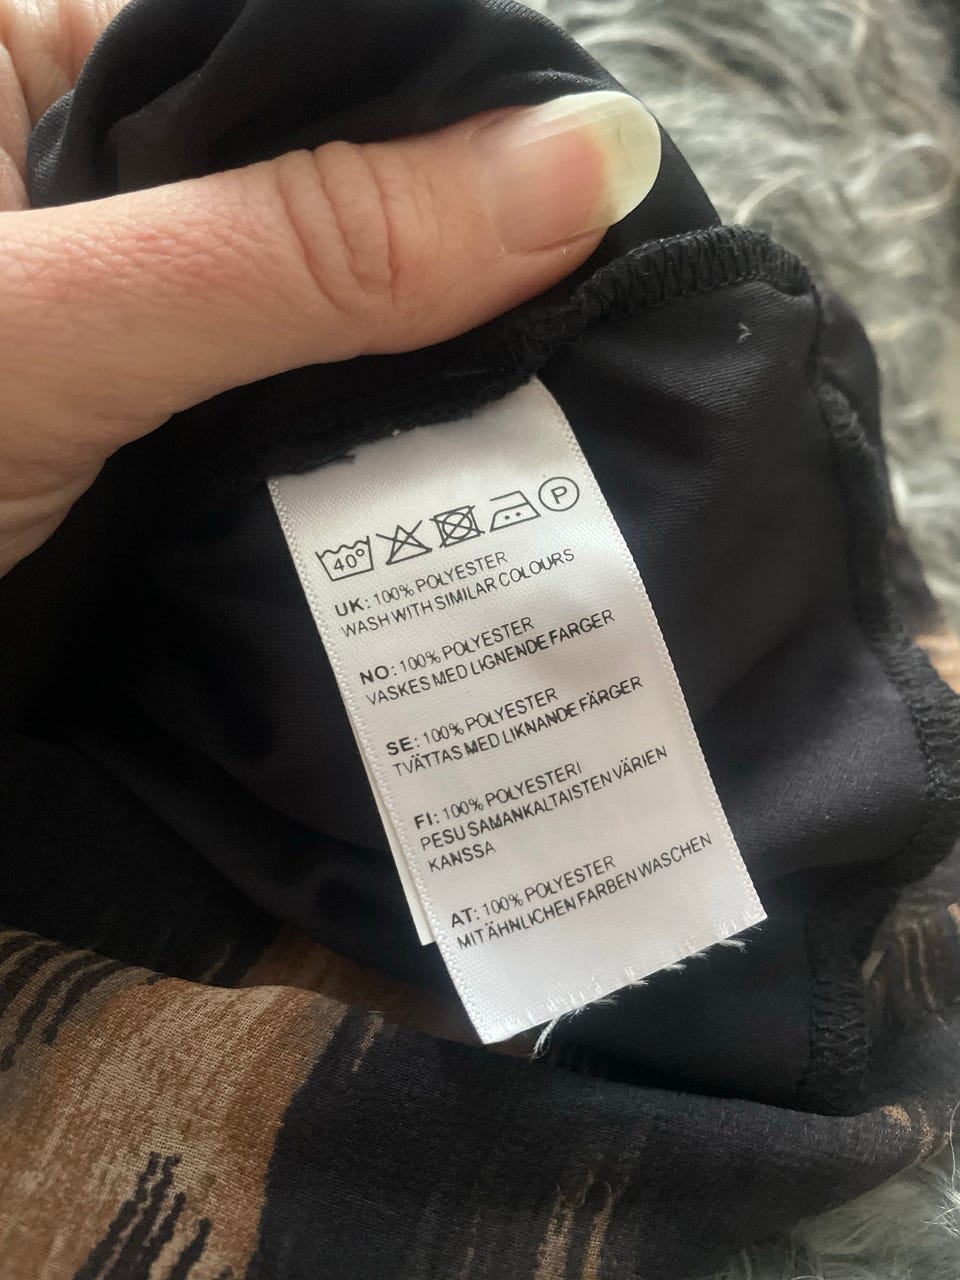 40° P
UK: 100% POLYESTER
WASH WITH SIMILAR COLOURS
NO: 100% POLYESTER
VASKES MED LIGNENDE FARGER
SE: 100% POLYESTER
TVÄTTAS MED LIKNANDE FÄRGER
FI: 100% POLYESTERI
PESU SAMANKALTAISTEN VÄRIEN
KANSSA
AT: 100% POLYESTER
MIT ÄHNLICHEN FARBEN WASCHEN